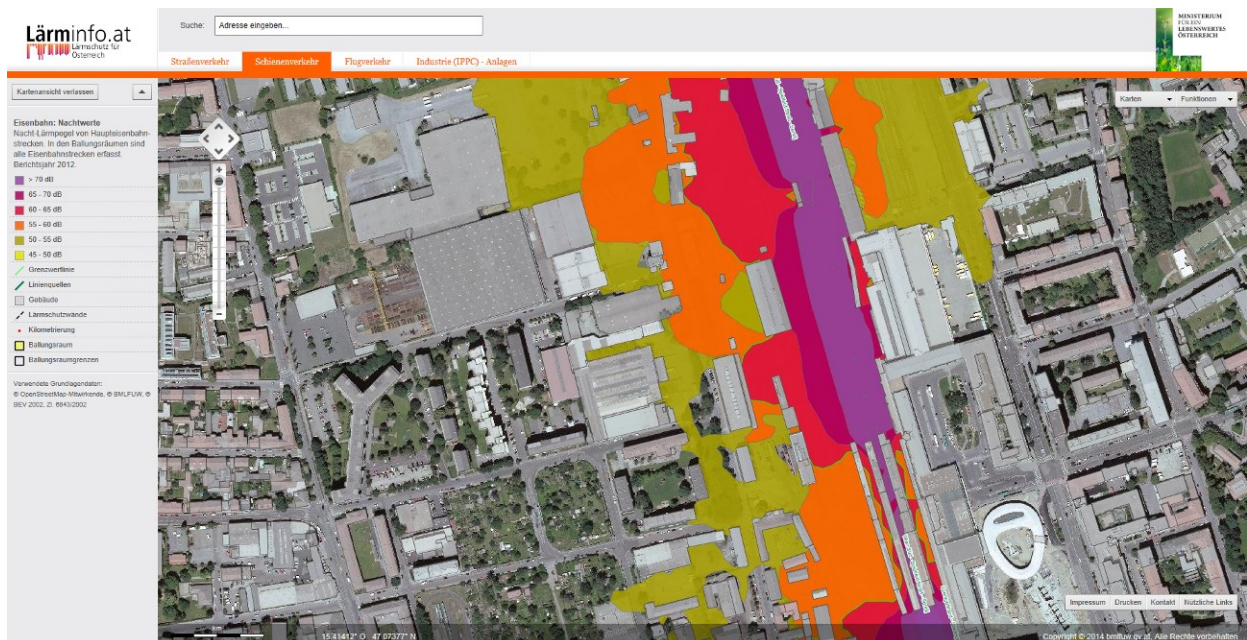 Lärminfo.at
Lärmschutz für
Österreich
Suche:
Adresse eingeben...
MINISTERIUM
FÜR EIN
LEBENSWERTES
ÖSTERREICH
Straßenverkehr
Schienenverkehr
Flugverkehr
Industrie (IPPC) - Anlagen
Kartenansicht verlassen
Karten
Funktionen
Eisenbahn: Nachtwerte
Nacht-Lärmpegel von Haupteisenbahn-
strecken. In den Ballungsräumen sind
alle Eisenbahnstrecken erfasst.
Berichtsjahr 2012.
> 70 dB
65 - 70 dB
60 - 65 dB
55 - 60 dB
50 - 55 dB
45 - 50 dB
Grenzwertlinie
Linienquellen
Gebäude
Lärmschutzwände
Kilometrierung
Ballungsraum
Ballungsraumgrenzen
Verwendete Grundlagendaten:
© OpenStreetMap-Mitwirkende, © BMLFUW, ©
BEV 2002, Zl. 6843/2002
Impressum
Drucken
Kontakt
Nützliche Links
15.41412° O 47.07377° N
Copyright © 2014 bmlfuw.gv.at, Alle Rechte vorbehalten